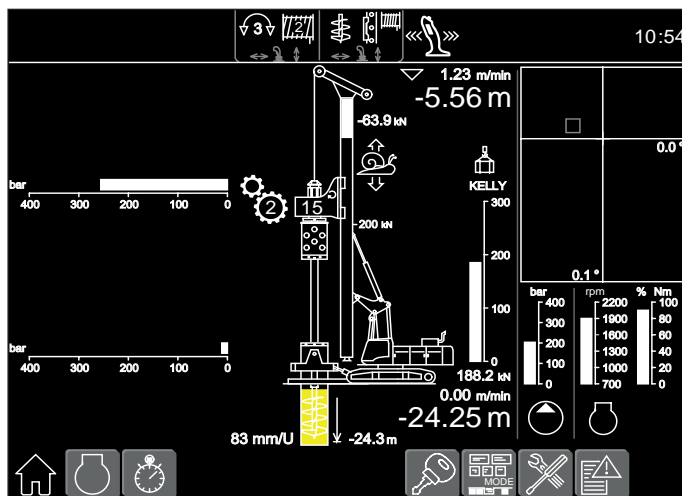 3 2 10:54
1.23 m/min
-5.56 m
-63.9 kN
0.0 °
KELLY
bar
400 300 200 100 0
2 15
300
200 kN
200
100
0
0.1 °
bar rpm % Nm
400 2200 100
300 1900 80
200 1600 60
1300 40
100 1000 20
0 700 0
bar
400 300 200 100 0
188.2 kN
0.00 m/min
-24.25 m
83 mm/U -24.3 m
MODE